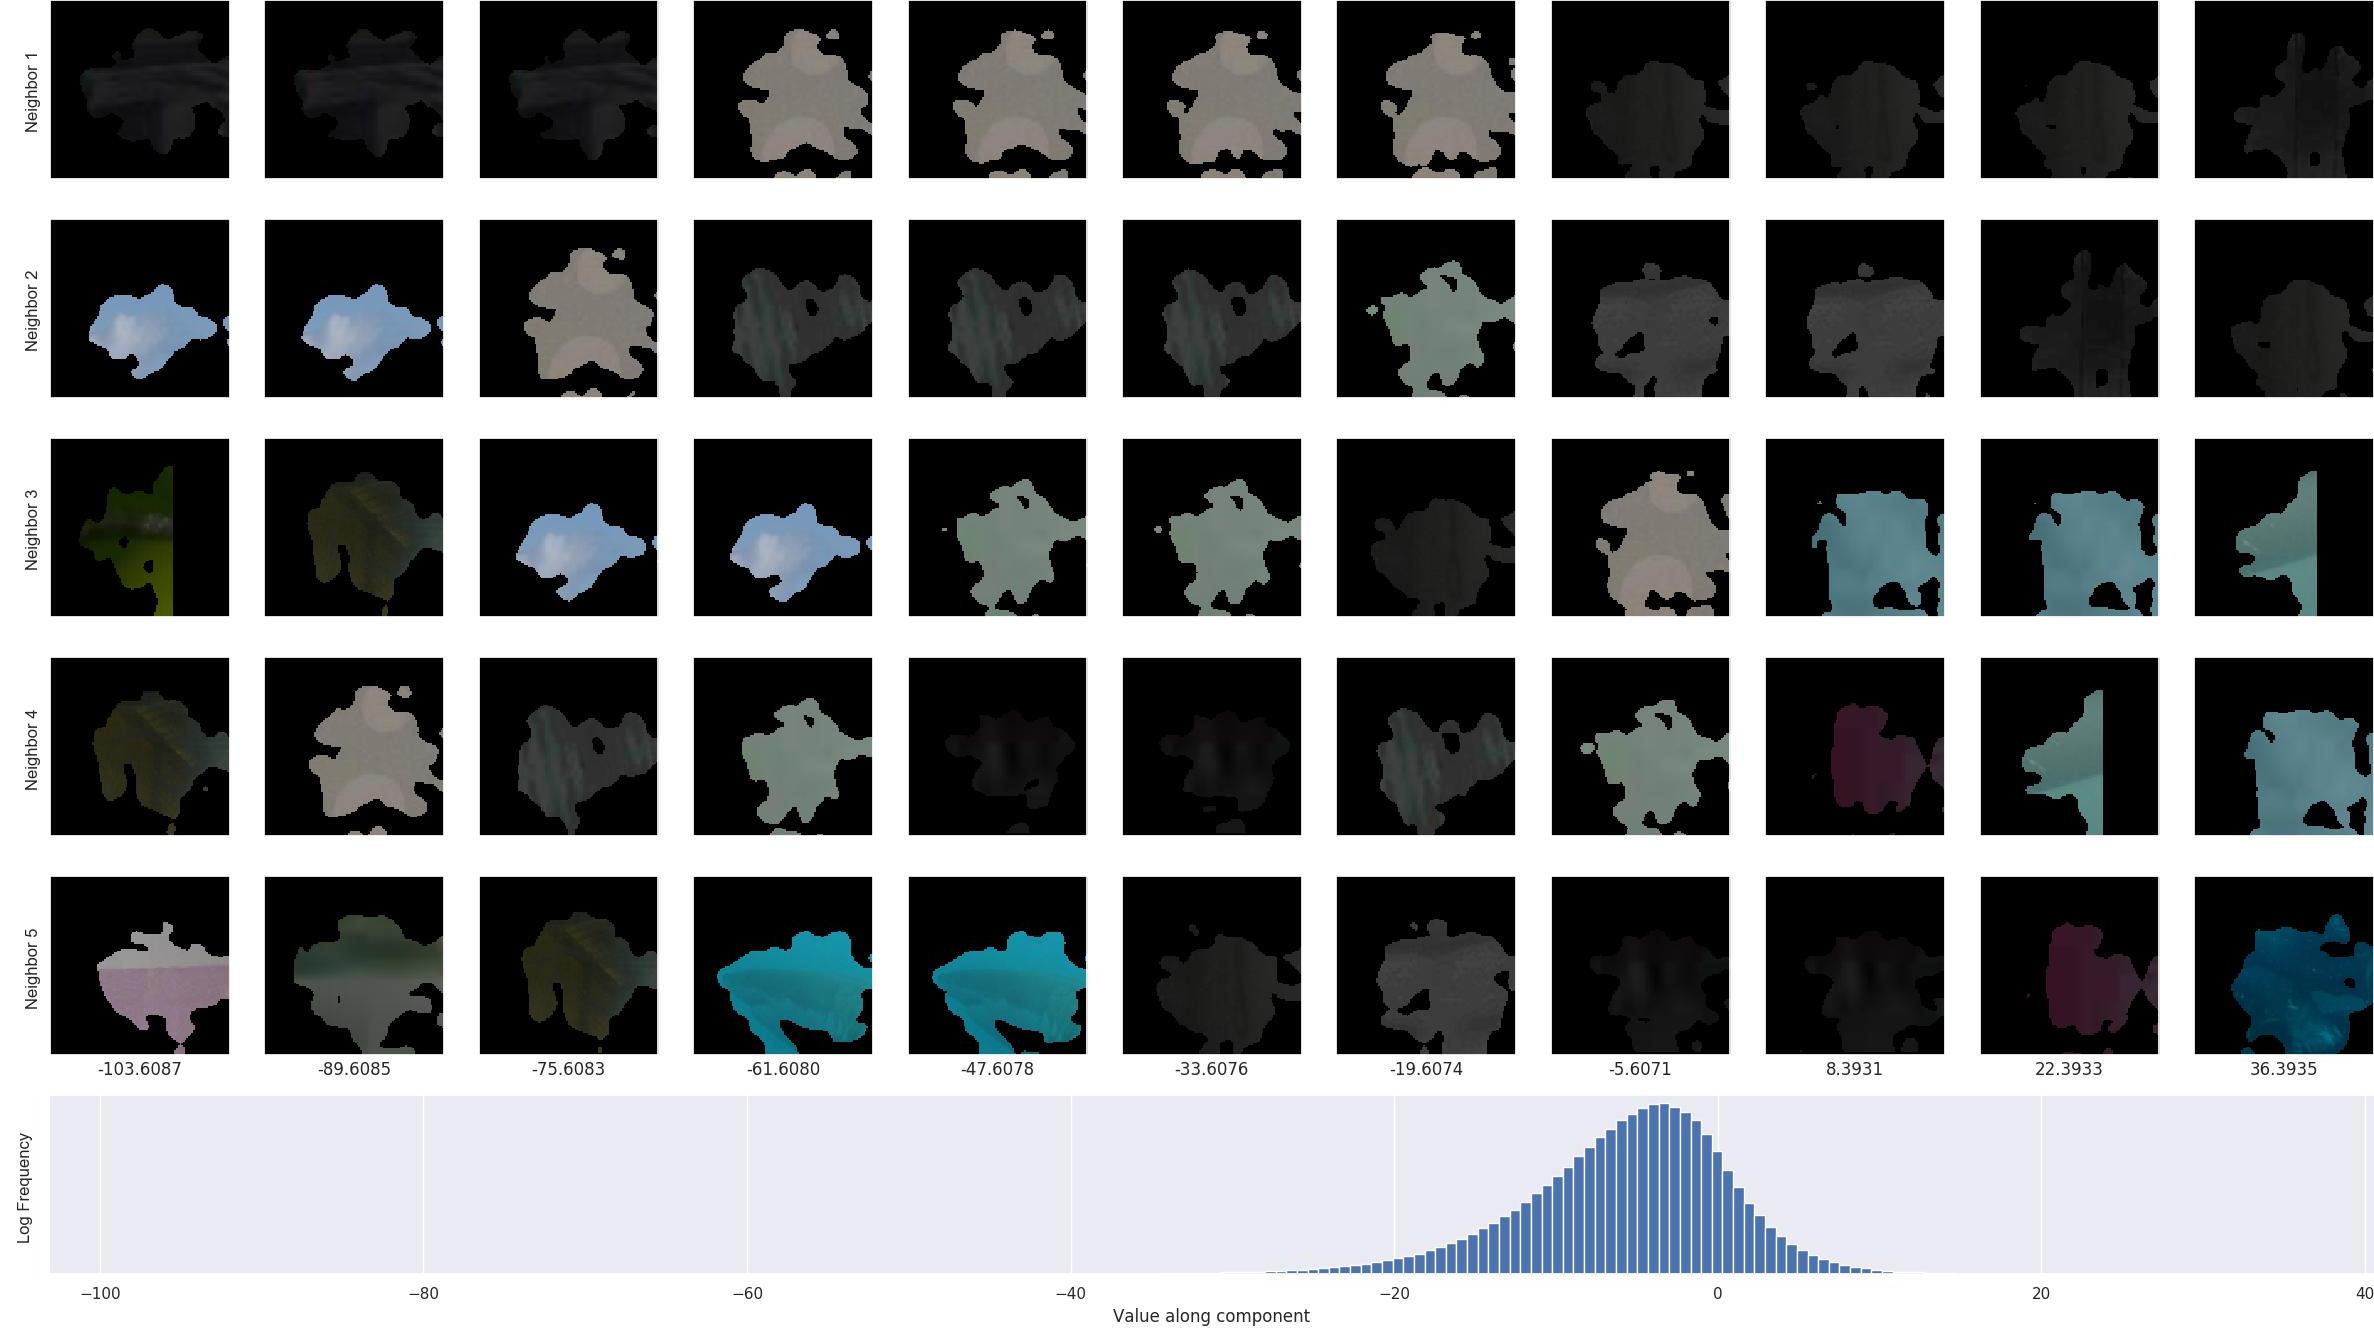 Neighbor 1
Neighbor 2
Neighbor 3
Neighbor 4
Neighbor 5
-103.6087 -89.6085 -75.6083 -61.6080 -47.6078 -33.6076 -19.6074 -5.6071 8.3931 22.3933 36.3935
Log Frequency
−100 −80 −60 −40 −20 0 20 40
Value along component